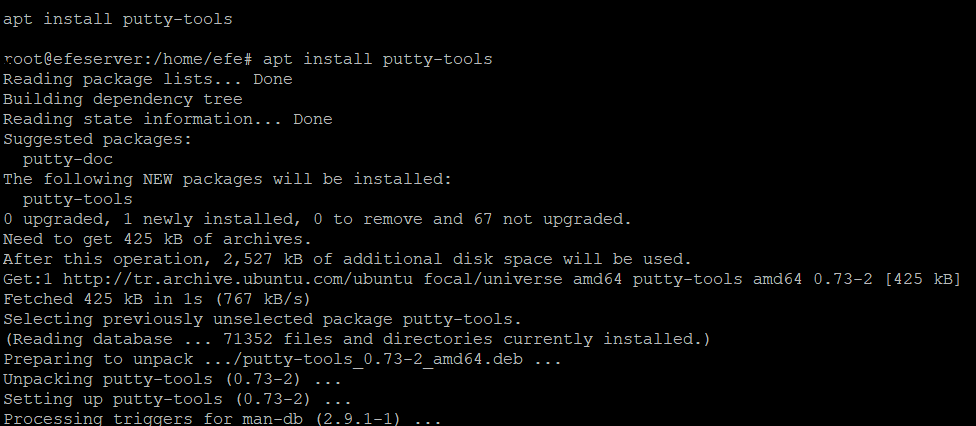 apt install putty-tools
root@efeserver:/home/efe# apt install putty-tools
Reading package lists... Done
Building dependency tree
Reading state information... Done
Suggested packages:
  putty-doc
The following NEW packages will be installed:
  putty-tools
0 upgraded, 1 newly installed, 0 to remove and 67 not upgraded.
Need to get 425 kB of archives.
After this operation, 2,527 kB of additional disk space will be used.
Get:1 http://tr.archive.ubuntu.com/ubuntu focal/universe amd64 putty-tools amd64 0.73-2 [425 kB]
Fetched 425 kB in 1s (767 kB/s)
Selecting previously unselected package putty-tools.
(Reading database ... 71352 files and directories currently installed.)
Preparing to unpack .../putty-tools_0.73-2_amd64.deb ...
Unpacking putty-tools (0.73-2) ...
Setting up putty-tools (0.73-2) ...
Processing triggers for man-db (2.9.1-1) ...